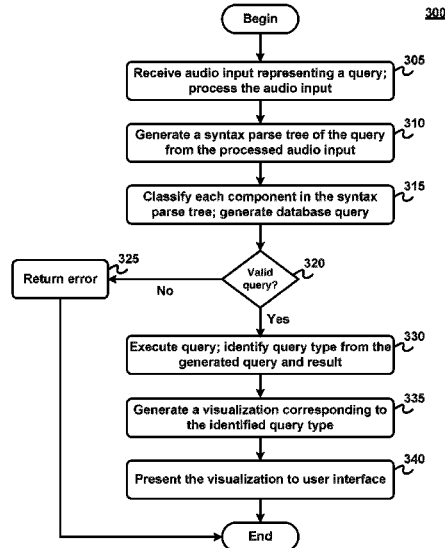 300
Begin
305
Receive audio input representing a query;
process the audio input
310
Generate a syntax parse tree of the query
from the processed audio input
315
Classify each component in the syntax
parse tree; generate database query
320
Valid
query?
325
Return error
No
Yes
330
Execute query; identify query type from the
generated query and result
335
Generate a visualization corresponding to
the identified query type
340
Present the visualization to user interface
End